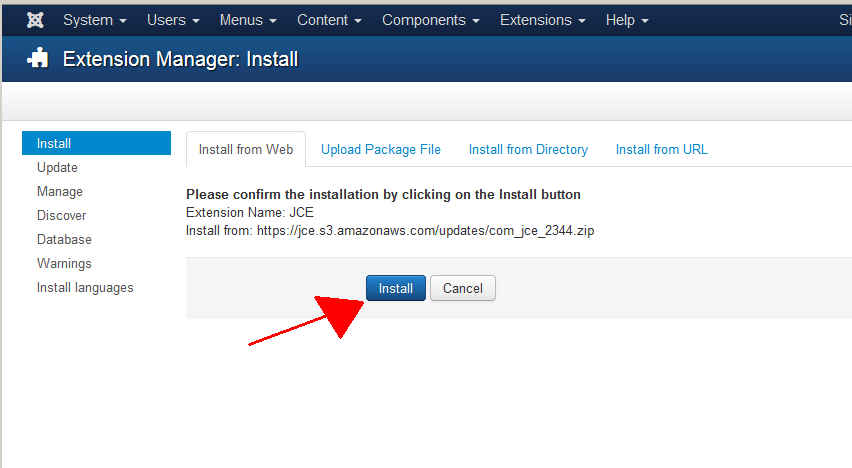 System Users Menus Content Components Extensions Help Si
Extension Manager: Install
Install
Update
Manage
Discover
Database
Warnings
Install languages
Install from Web Upload Package File Install from Directory Install from URL
Please confirm the installation by clicking on the Install button
Extension Name: JCE
Install from: https://jce.s3.amazonaws.com/updates/com_jce_2344.zip
Install Cancel